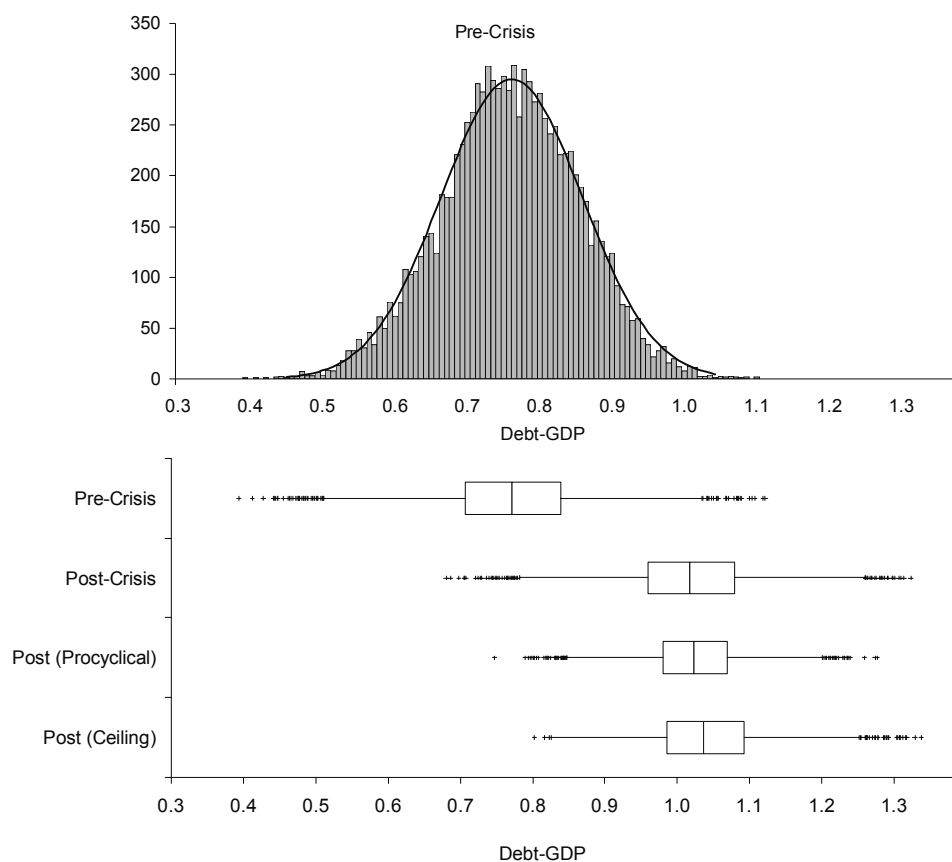 Pre-Crisis
350
300
250
200
150
100
50
0
0.3 0.4 0.5 0.6 0.7 0.8 0.9 1.0 1.1 1.2 1.3
Debt-GDP
Pre-Crisis
Post-Crisis
Post (Procyclical)
Post (Ceiling)
0.3 0.4 0.5 0.6 0.7 0.8 0.9 1.0 1.1 1.2 1.3
Debt-GDP